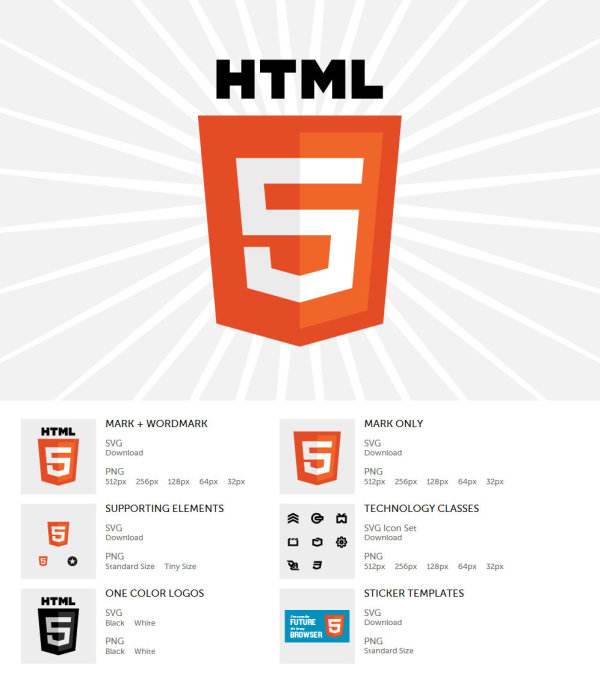 HTML
5
HTML
5
MARK + WORDMARK
SVG
Download
PNG
512px 256px 128px 64px 32px
5
MARK ONLY
SVG
Download
PNG
512px 256px 128px 64px 32px
5
5
SUPPORTING ELEMENTS
SVG
Download
PNG
Standard Size Tiny Size
TECHNOLOGY CLASSES
SVG Icon Set
Download
PNG
512px 256px 128px 64px 32px
HTML
5
ONE COLOR LOGOS
SVG
Black White
PNG
Black White
FUTURE
BROWSER
5
STICKER TEMPLATES
SVG
Download
PNG
Standard Size